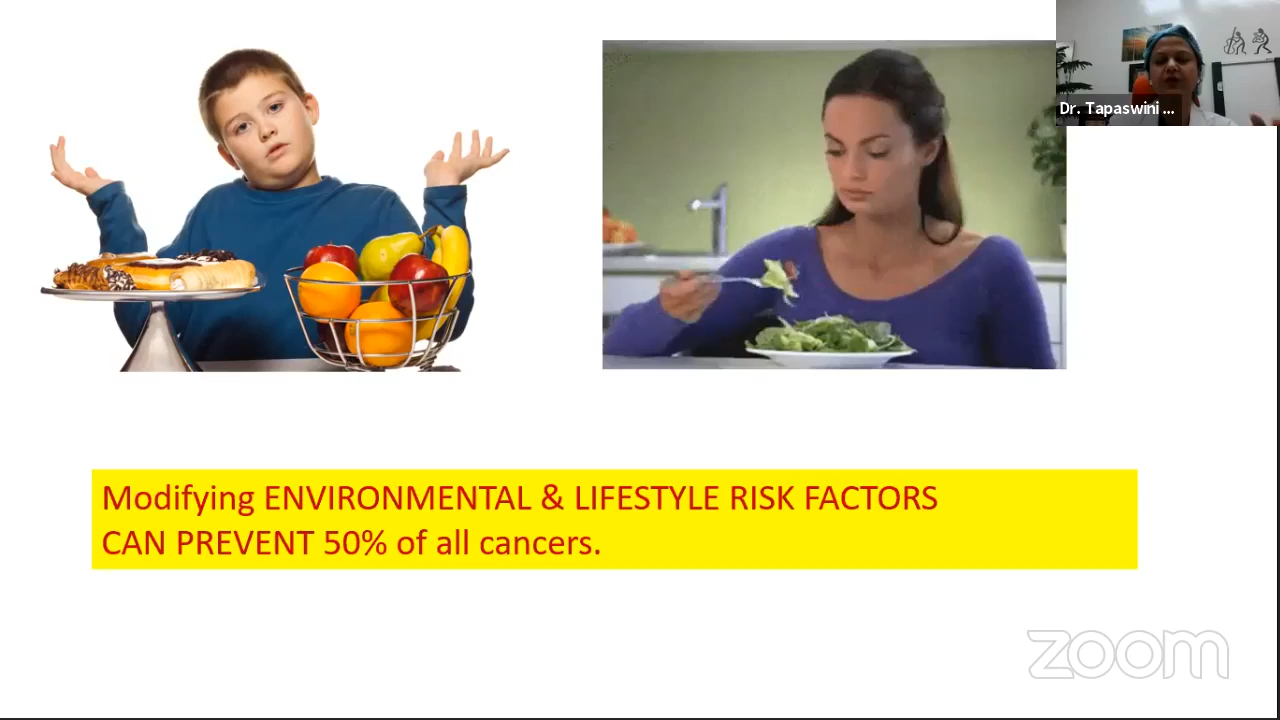 Dr. Tapaswini ...
Modifying ENVIRONMENTAL & LIFESTYLE RISK FACTORS
CAN PREVENT 50% of all cancers.
zoom